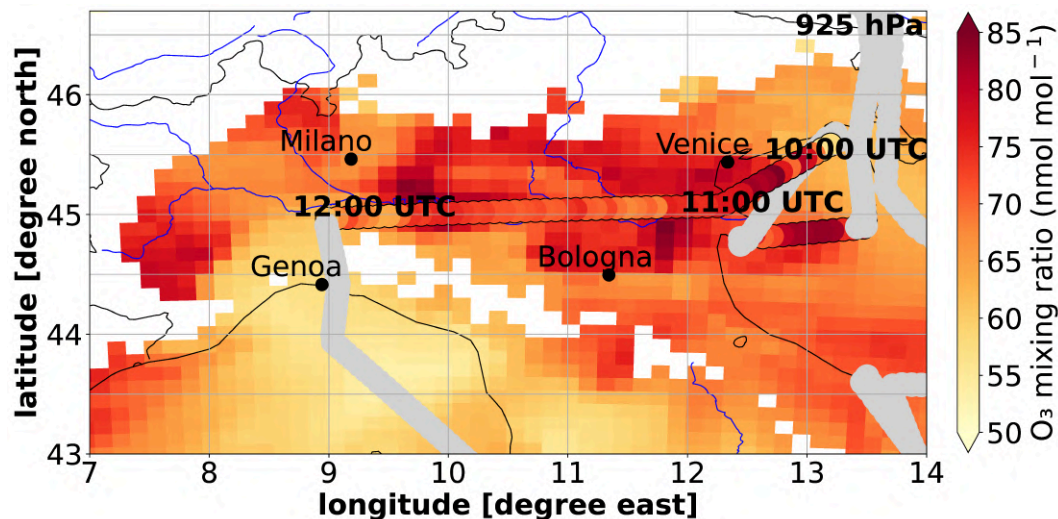 925 hPa
85
80
75
70
65
60
55
50
O₃ mixing ratio (nmol mol⁻¹)
latitude [degree north]
46
45
44
43
Milano
Venice
10:00 UTC
12:00 UTC
11:00 UTC
Genoa
Bologna
7 8 9 10 11 12 13 14
longitude [degree east]